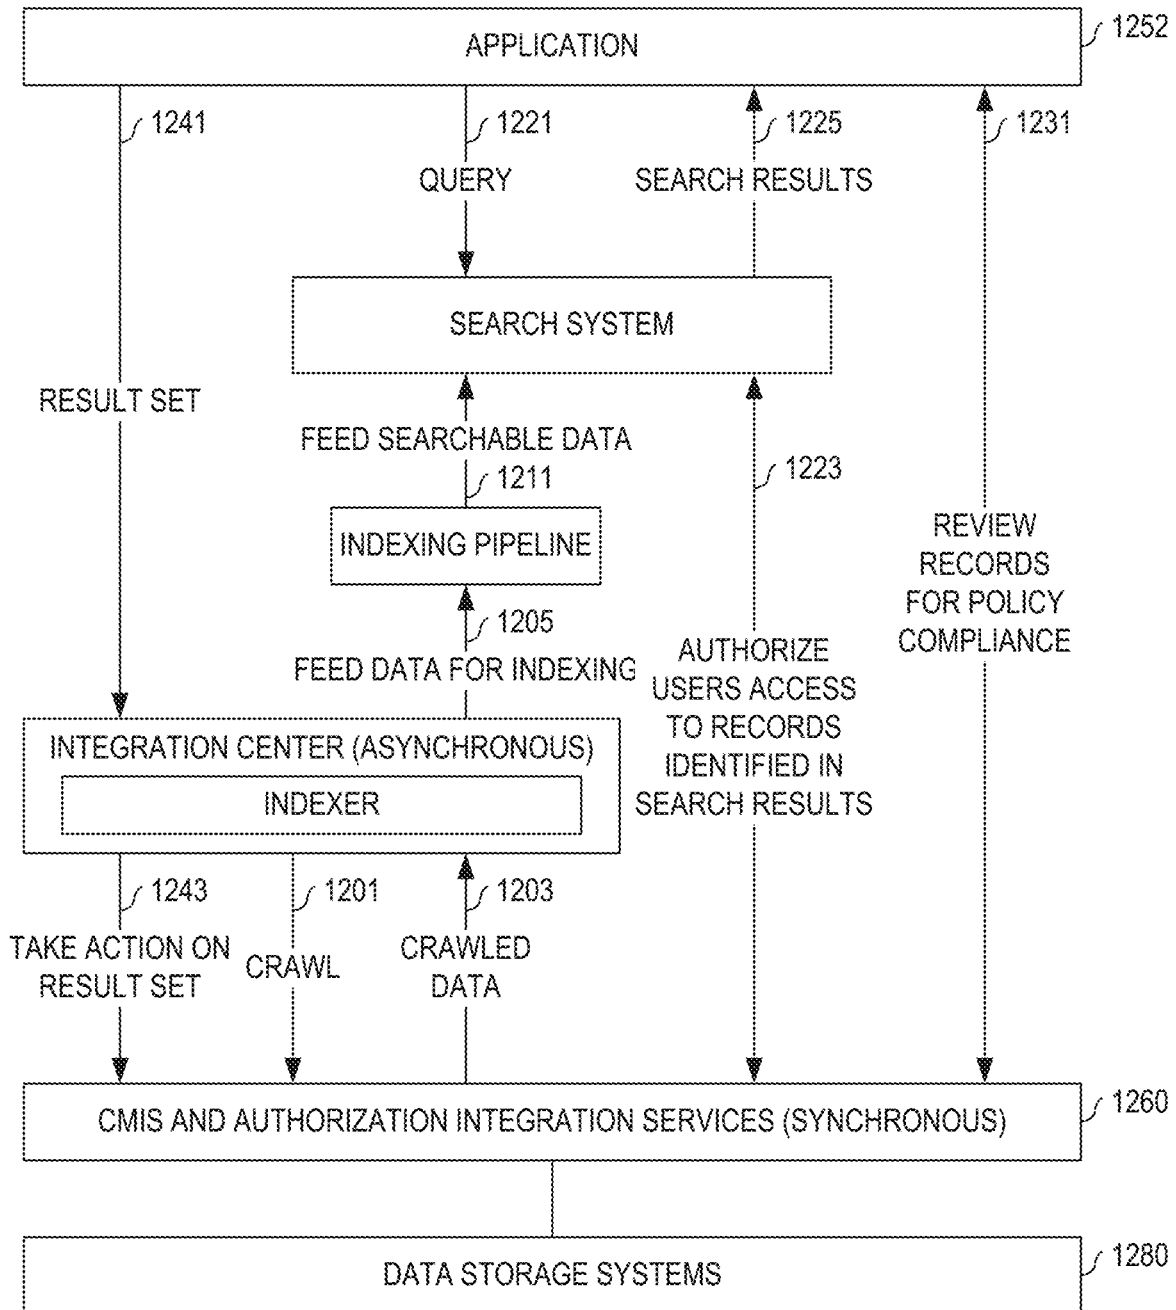 APPLICATION
1252
1241
1221
1225
1231
QUERY
SEARCH RESULTS
SEARCH SYSTEM
RESULT SET
FEED SEARCHABLE DATA
1211
1223
INDEXING PIPELINE
REVIEW
RECORDS
FOR POLICY
COMPLIANCE
1205
FEED DATA FOR INDEXING
AUTHORIZE
USERS ACCESS
TO RECORDS
IDENTIFIED IN
SEARCH RESULTS
INTEGRATION CENTER (ASYNCHRONOUS)
INDEXER
1243
1201
1203
TAKE ACTION ON
RESULT SET
CRAWL
CRAWLED
DATA
CMIS AND AUTHORIZATION INTEGRATION SERVICES (SYNCHRONOUS)
1260
DATA STORAGE SYSTEMS
1280